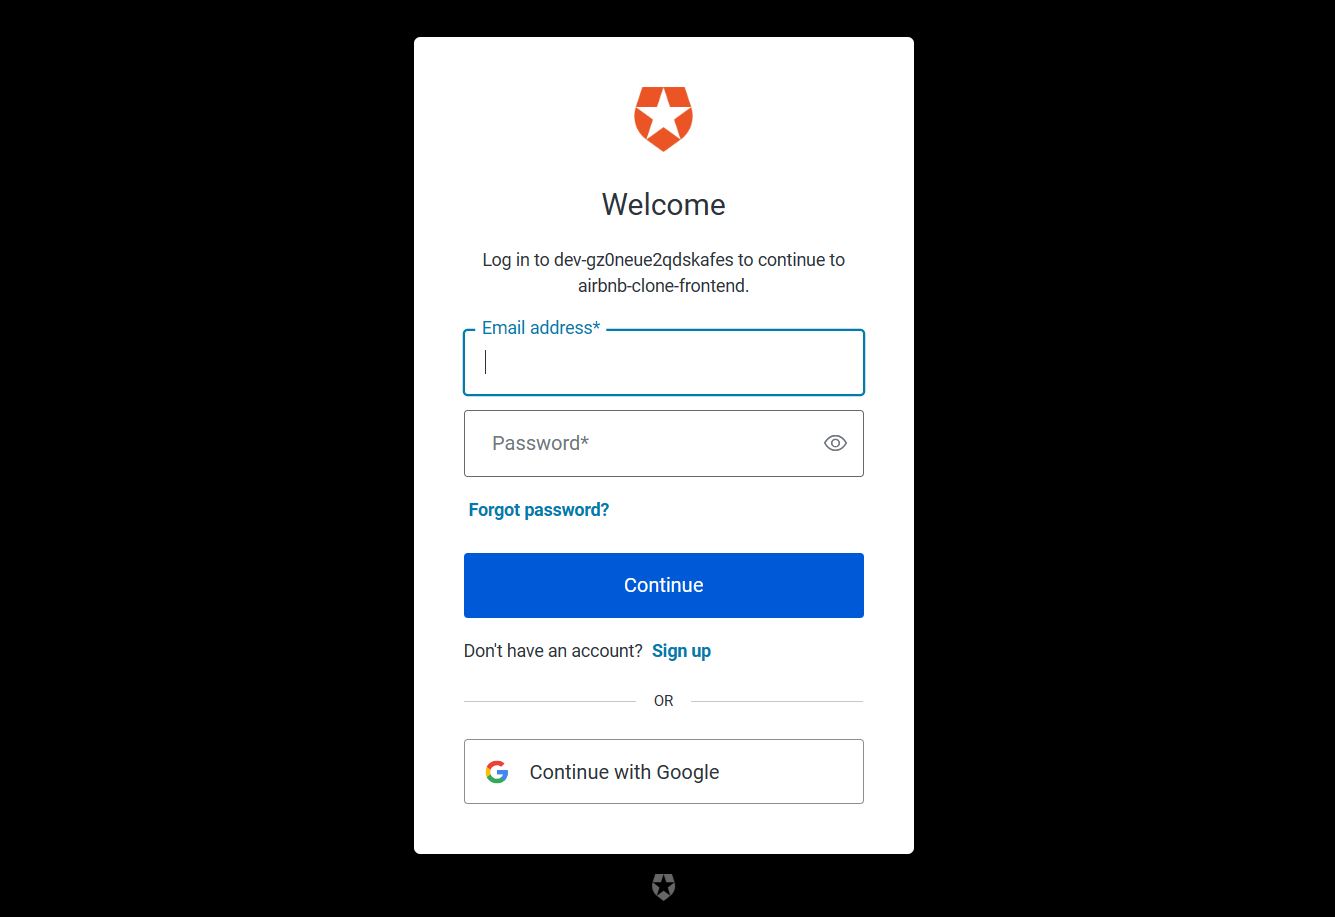 Welcome
Log in to dev-gz0neue2qdskafes to continue to
airbnb-clone-frontend.
Email address*
Password*
Forgot password?
Continue
Don't have an account? Sign up
OR
Continue with Google